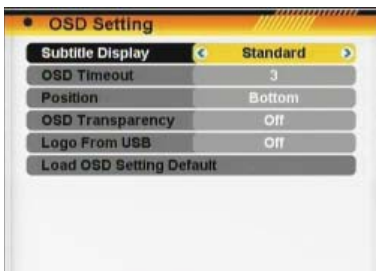 OSD Setting
Subtitle Display Standard
OSD Timeout 3
Position Bottom
OSD Transparency Off
Logo From USB Off
Load OSD Setting Default